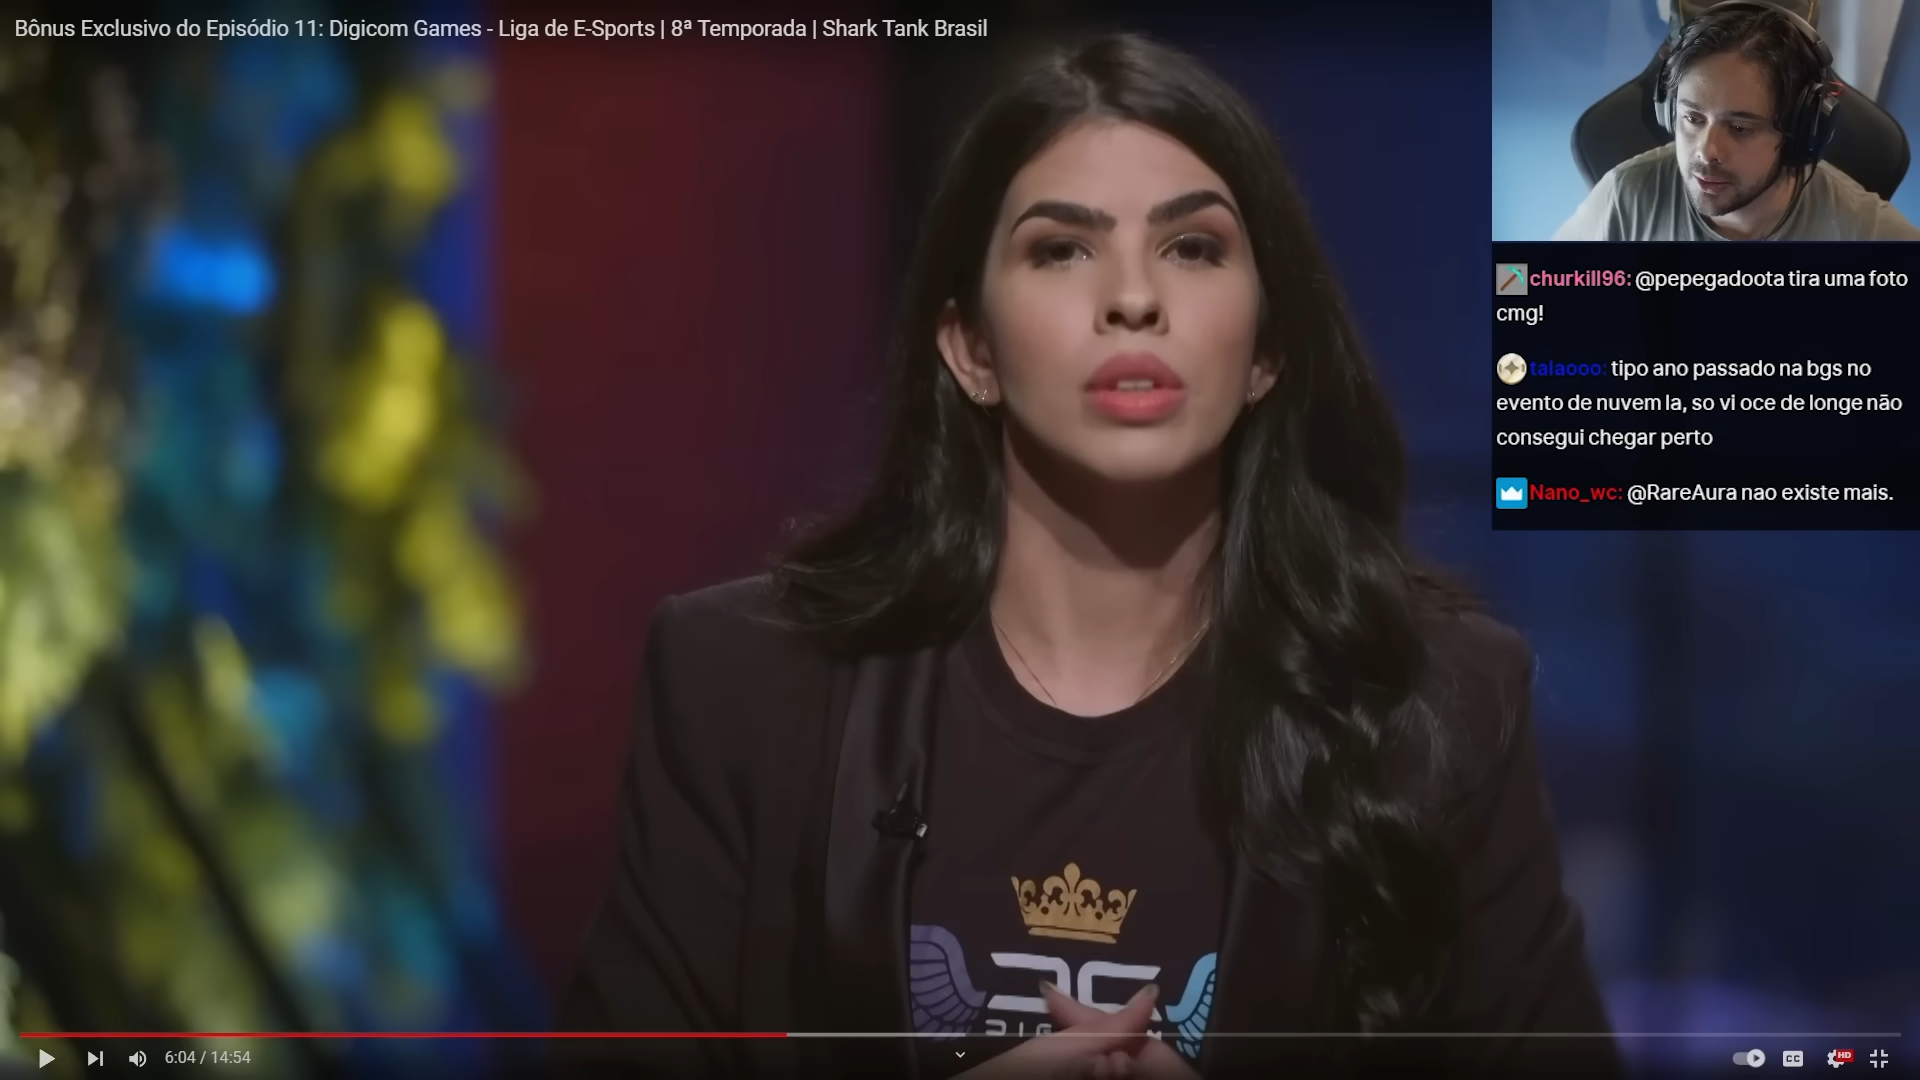 Bônus Exclusivo do Episódio 11: Digicom Games - Liga de E-Sports | 8ª Temporada | Shark Tank Brasil
churkill96: @pepegadoota tira uma foto
cmg!
talaooo: tipo ano passado na bgs no
evento de nuvem la, so vi oce de longe não
consegui chegar perto
Nano_wc: @RareAura nao existe mais.
6:04 / 14:54
CC
HD